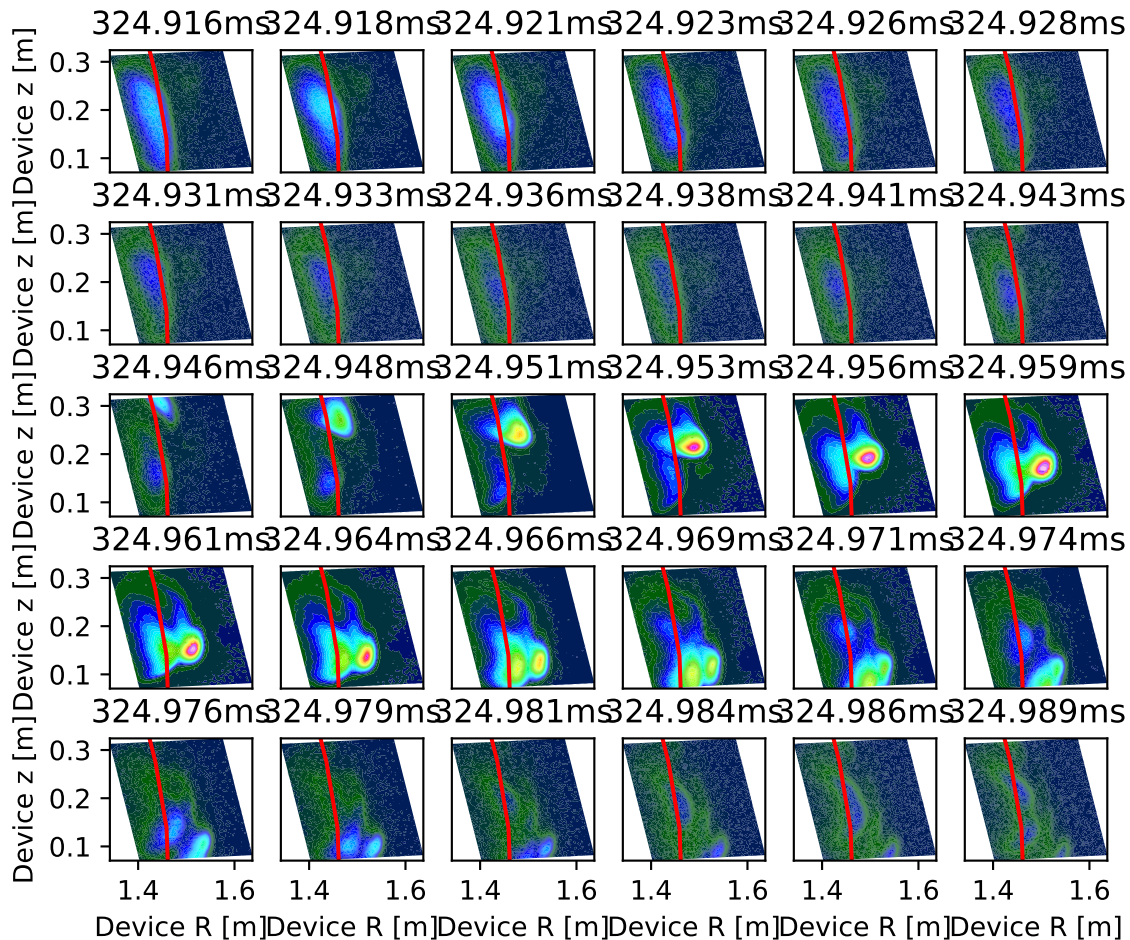 324.916ms 324.918ms 324.921ms 324.923ms 324.926ms 324.928ms
Device z [m]
0.3
0.2
0.1
324.931ms 324.933ms 324.936ms 324.938ms 324.941ms 324.943ms
Device z [m]
0.3
0.2
0.1
324.946ms 324.948ms 324.951ms 324.953ms 324.956ms 324.959ms
Device z [m]
0.3
0.2
0.1
324.961ms 324.964ms 324.966ms 324.969ms 324.971ms 324.974ms
Device z [m]
0.3
0.2
0.1
324.976ms 324.979ms 324.981ms 324.984ms 324.986ms 324.989ms
Device z [m]
0.3
0.2
0.1
1.4 1.6 1.4 1.6 1.4 1.6 1.4 1.6 1.4 1.6 1.4 1.6
Device R [m] Device R [m] Device R [m] Device R [m] Device R [m] Device R [m]